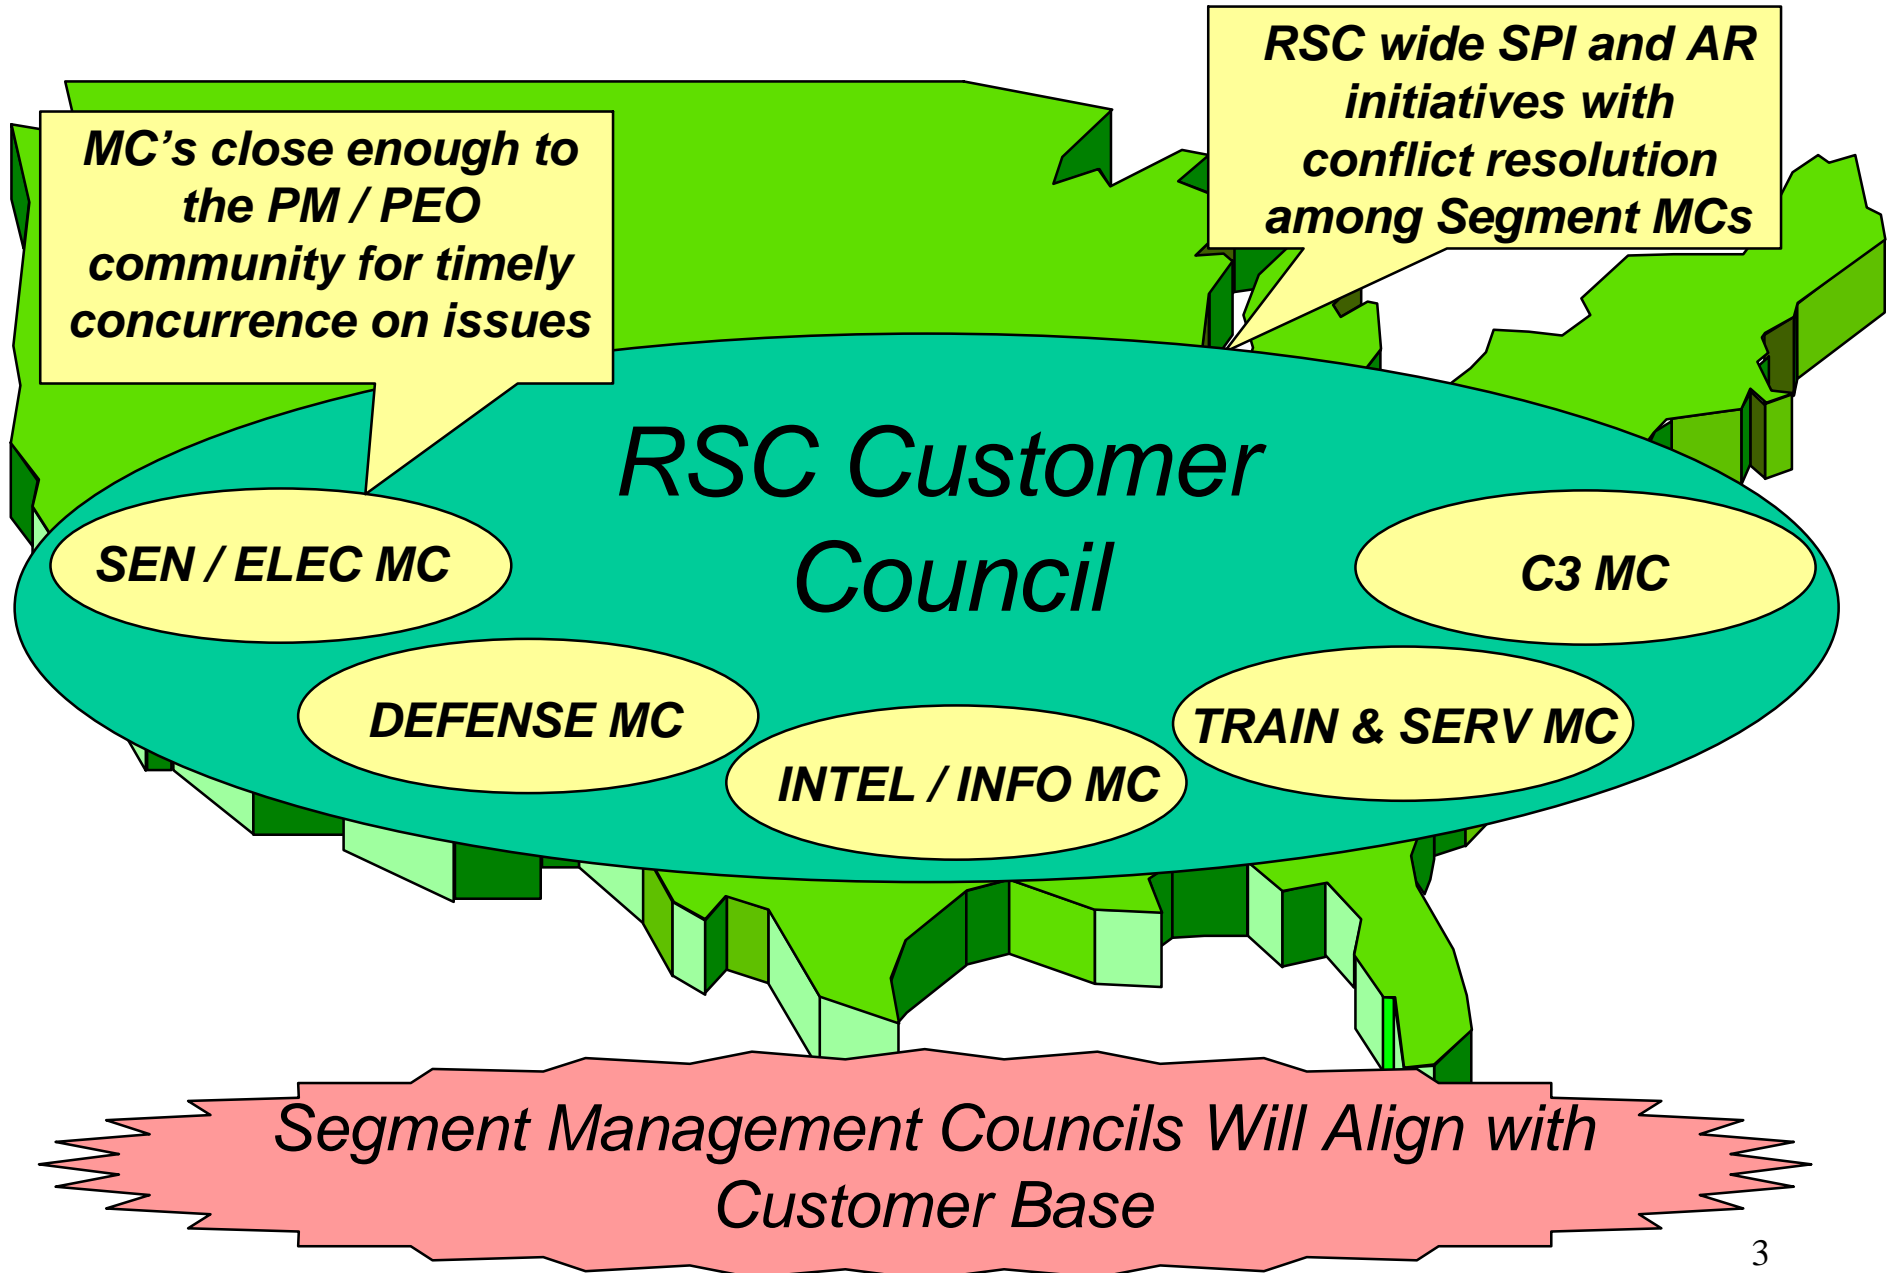 RSC wide SPI and AR
initiatives with
conflict resolution
among Segment MCs
MC’s close enough to
the PM / PEO
community for timely
concurrence on issues
RSC Customer
Council
SEN / ELEC MC
C3 MC
DEFENSE MC
TRAIN & SERV MC
INTEL / INFO MC
Segment Management Councils Will Align with
Customer Base
3